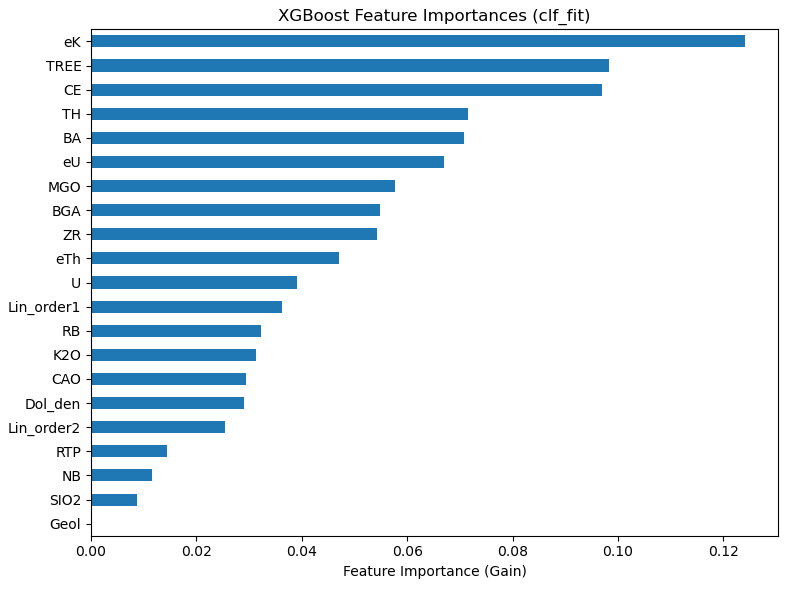 XGBoost Feature Importances (clf_fit)
eK
TREE
CE
TH
BA
eU
MGO
BGA
ZR
eTh
U
Lin_order1
RB
K2O
CAO
Dol_den
Lin_order2
RTP
NB
SIO2
Geol
0.00 0.02 0.04 0.06 0.08 0.10 0.12
Feature Importance (Gain)